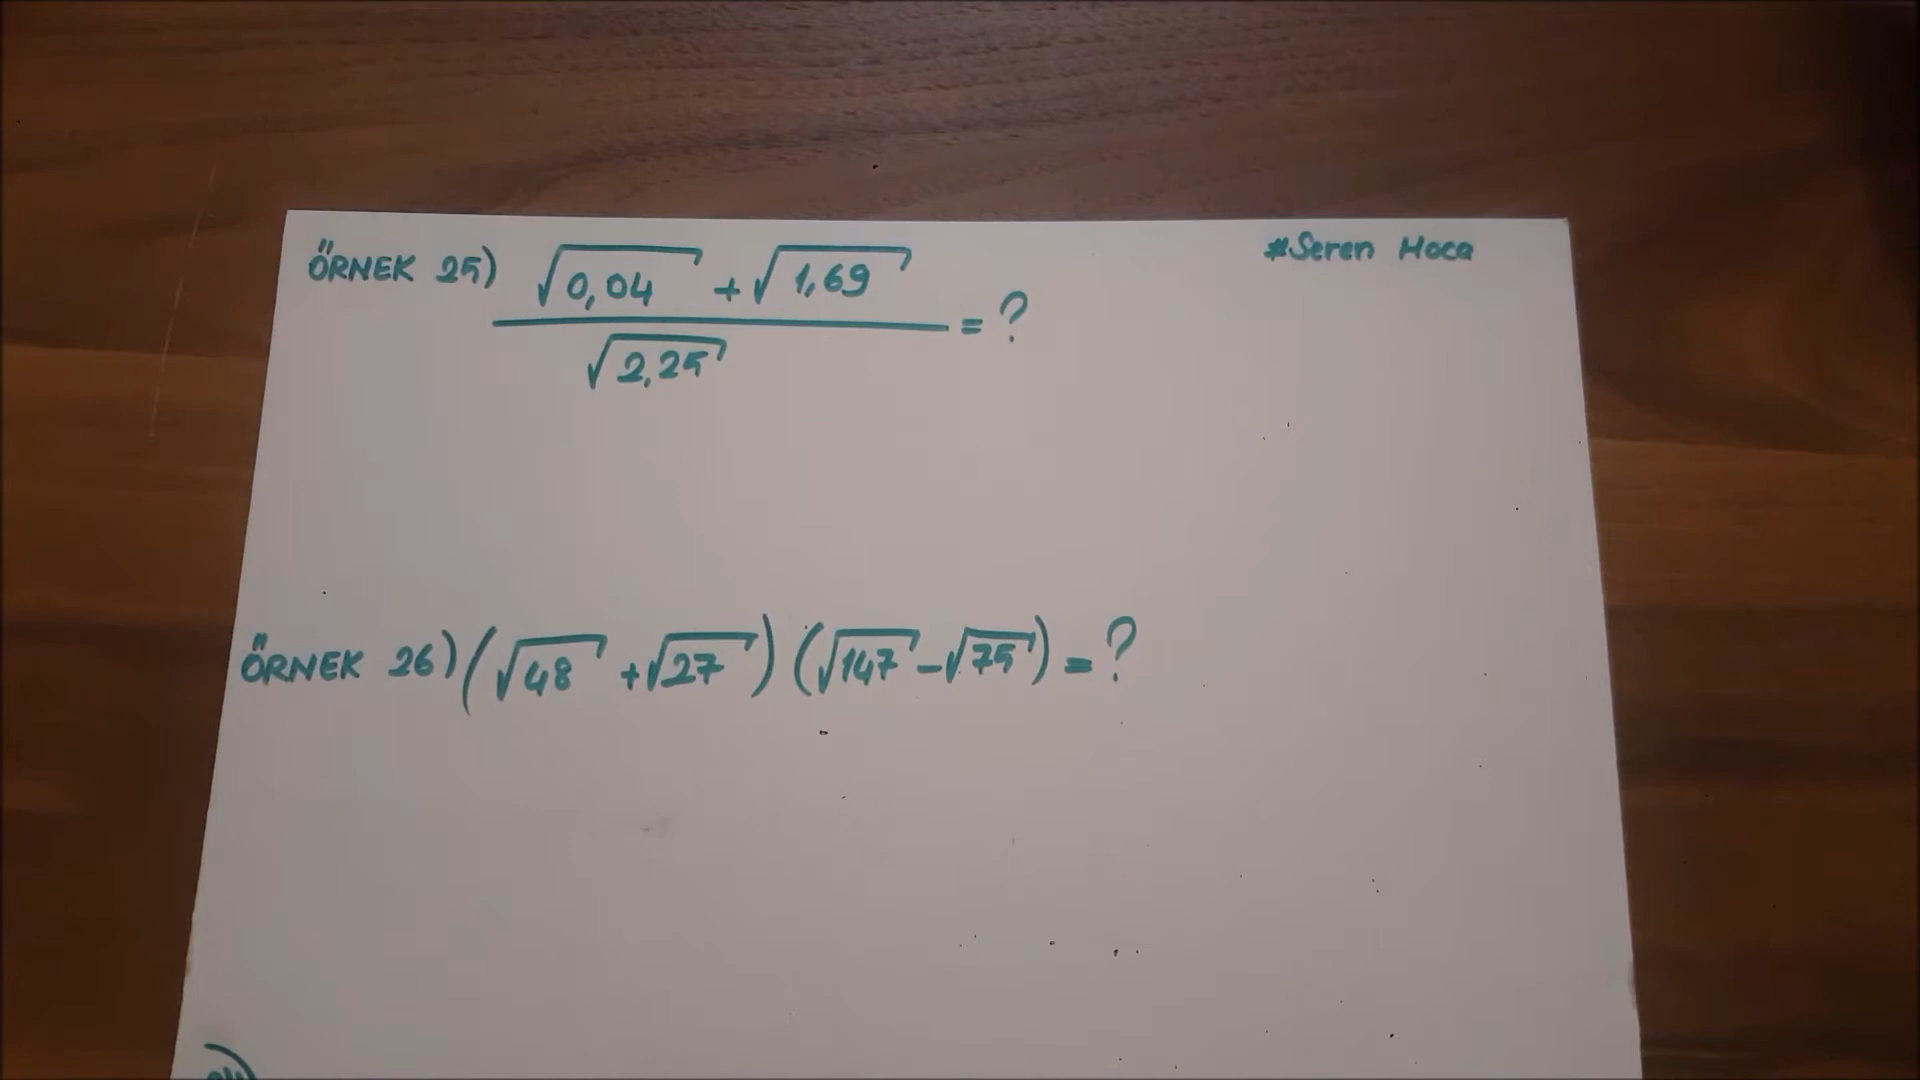 #Seren Hoca
ÖRNEK 25) √0,04 + √1,69 = ?
√2,25
ÖRNEK 26) (√48 + √27) (√147 - √75) = ?